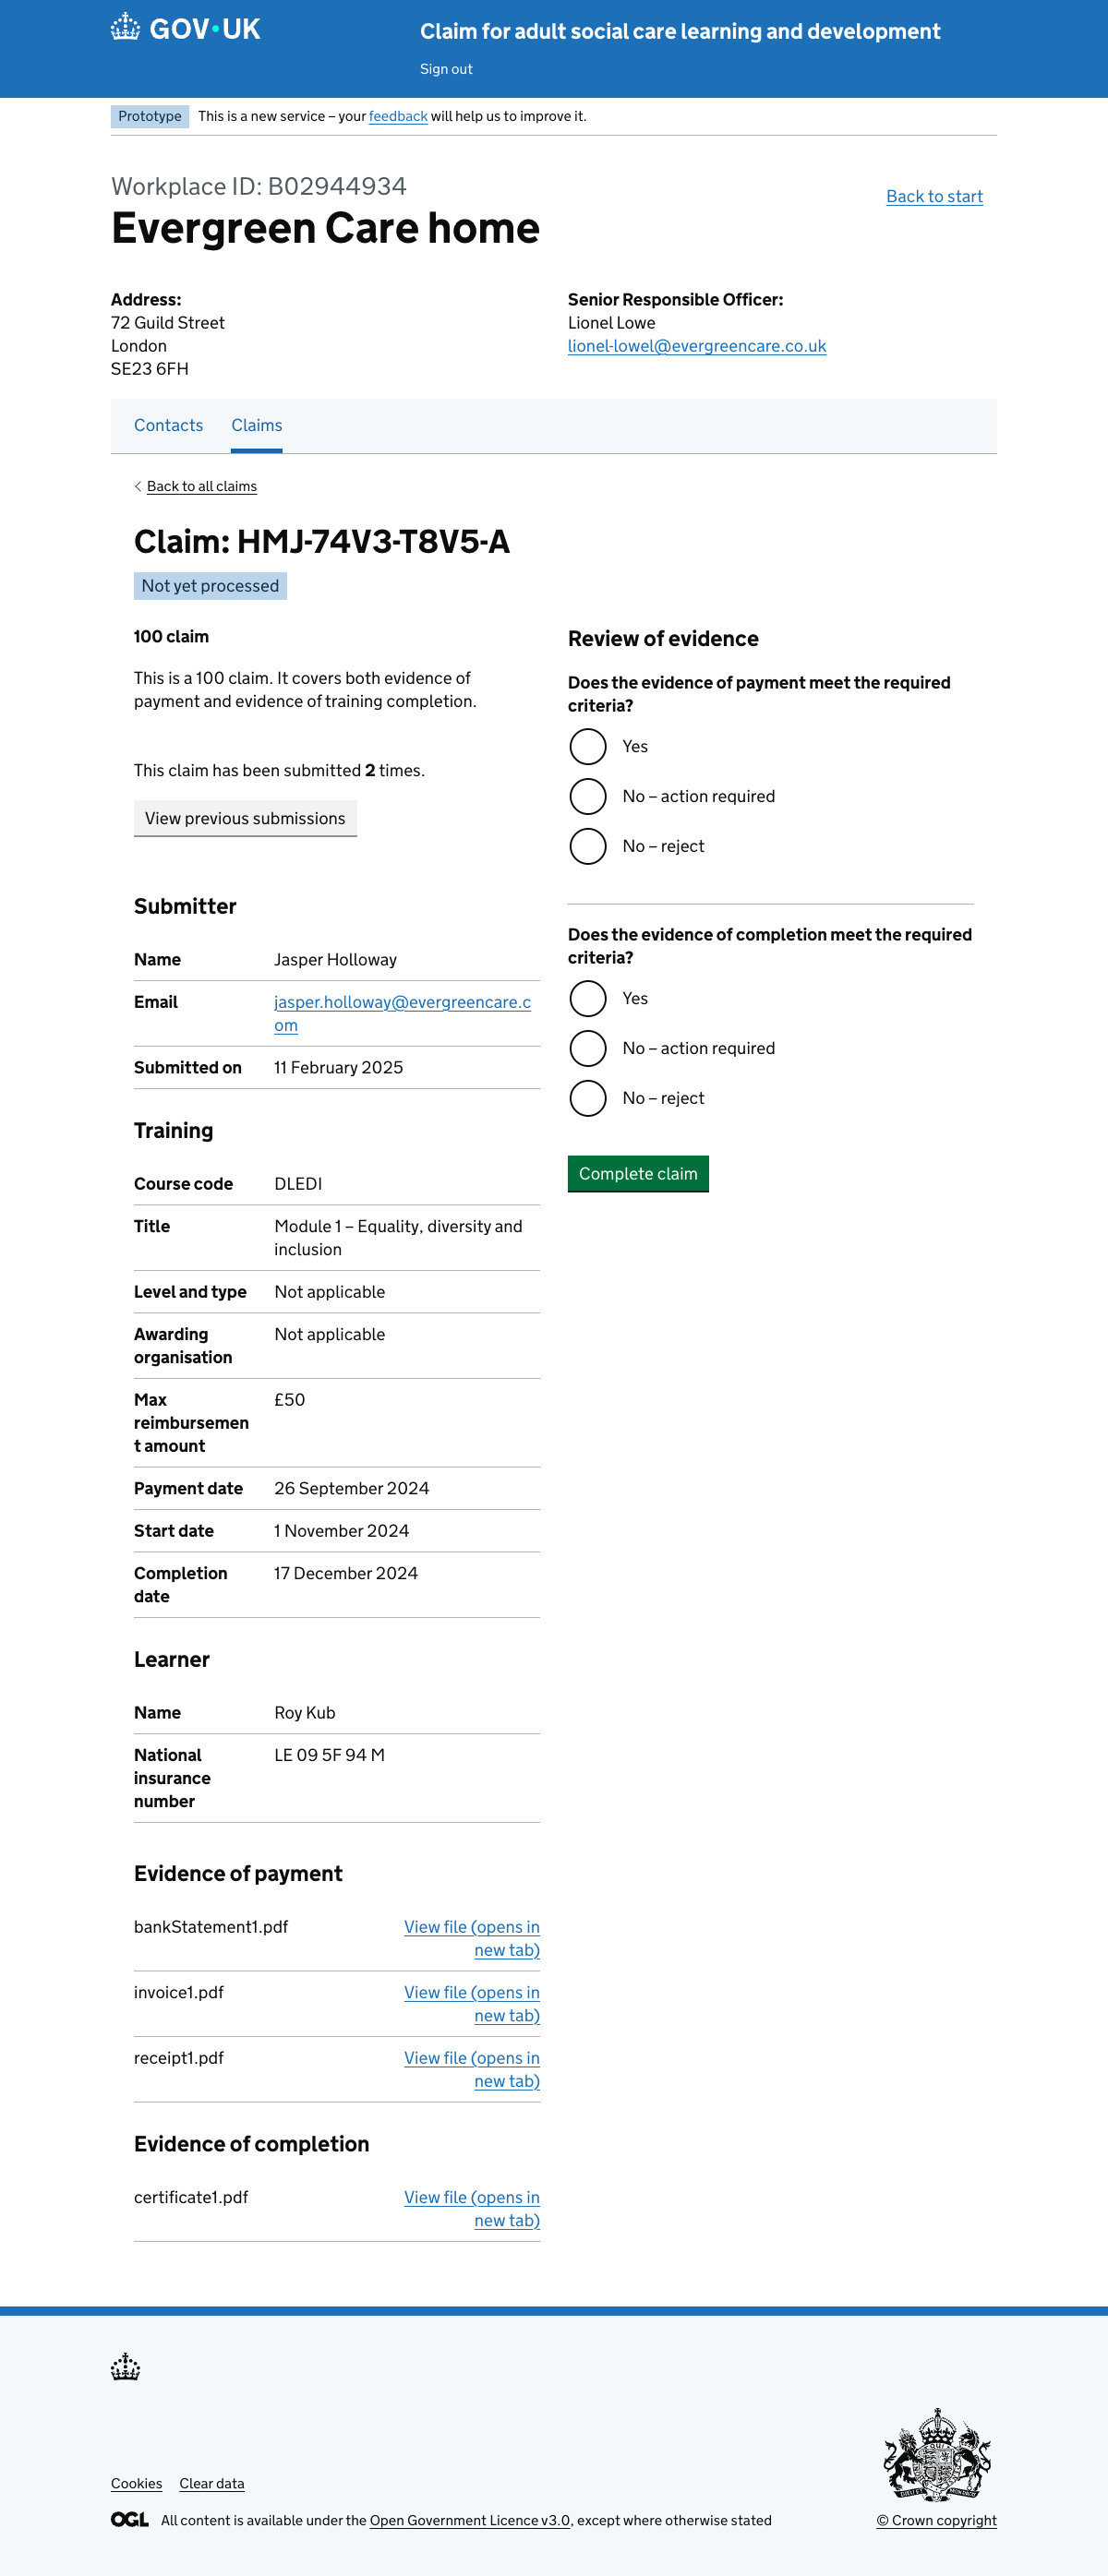 GOV·UK
Claim for adult social care learning and development
Sign out
Prototype This is a new service – your feedback will help us to improve it.
Workplace ID: B02944934
Back to start
Evergreen Care home
Address:
72 Guild Street
London
SE23 6FH
Senior Responsible Officer:
Lionel Lowe
lionel-lowel@evergreencare.co.uk
Contacts Claims
Back to all claims
Claim: HMJ-74V3-T8V5-A
Not yet processed
100 claim
This is a 100 claim. It covers both evidence of
payment and evidence of training completion.
This claim has been submitted 2 times.
View previous submissions
Submitter
Name Jasper Holloway
Email jasper.holloway@evergreencare.c
om
Submitted on 11 February 2025
Training
Course code DLEDI
Title Module 1 – Equality, diversity and
inclusion
Level and type Not applicable
Awarding Not applicable
organisation
Max £50
reimbursemen
t amount
Payment date 26 September 2024
Start date 1 November 2024
Completion 17 December 2024
date
Learner
Name Roy Kub
National LE 09 5F 94 M
insurance
number
Evidence of payment
bankStatement1.pdf View file (opens in
new tab)
invoice1.pdf View file (opens in
new tab)
receipt1.pdf View file (opens in
new tab)
Evidence of completion
certificate1.pdf View file (opens in
new tab)
Review of evidence
Does the evidence of payment meet the required
criteria?
Yes
No – action required
No – reject
Does the evidence of completion meet the required
criteria?
Yes
No – action required
No – reject
Complete claim
Cookies Clear data
OGL All content is available under the Open Government Licence v3.0, except where otherwise stated
© Crown copyright